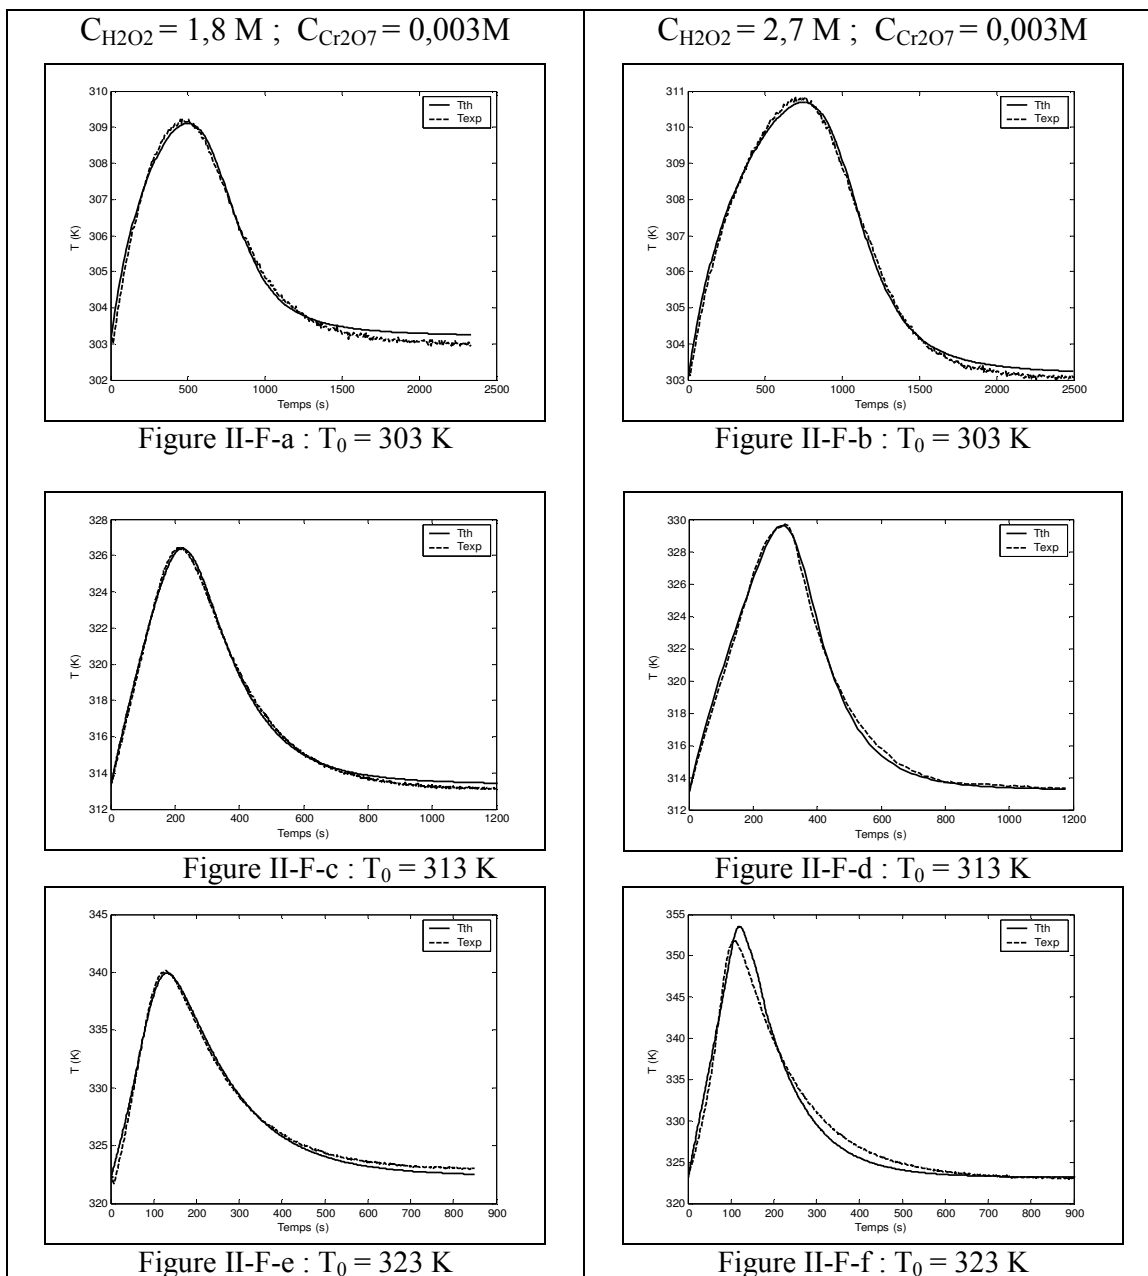 C_H2O2 = 1,8 M ; C_Cr2O7 = 0,003M
310
309
308
307
306
305
304
303
302
T (K)
0 500 1000 1500 2000 2500
Temps (s)
Tth
Texp
Figure II-F-a : T_0 = 303 K
C_H2O2 = 2,7 M ; C_Cr2O7 = 0,003M
311
310
309
308
307
306
305
304
303
T (K)
0 500 1000 1500 2000 2500
Temps (s)
Tth
Texp
Figure II-F-b : T_0 = 303 K
328
326
324
322
320
318
316
314
312
T (K)
0 200 400 600 800 1000 1200
Temps (s)
Tth
Texp
Figure II-F-c : T_0 = 313 K
330
328
326
324
322
320
318
316
314
312
T (K)
0 200 400 600 800 1000 1200
Temps (s)
Tth
Texp
Figure II-F-d : T_0 = 313 K
345
340
335
330
325
320
T (K)
0 100 200 300 400 500 600 700 800 900
Temps (s)
Tth
Texp
Figure II-F-e : T_0 = 323 K
355
350
345
340
335
330
325
320
T (K)
0 100 200 300 400 500 600 700 800 900
Temps (s)
Tth
Texp
Figure II-F-f : T_0 = 323 K